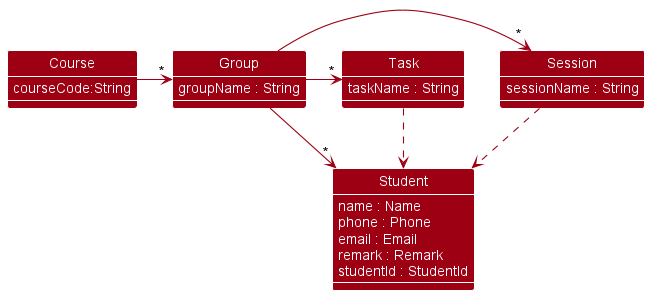 *
Course
* Group
* Task
Session
courseCode:String
groupName : String
taskName : String
sessionName : String
*
Student
name : Name
phone : Phone
email : Email
remark : Remark
studentId : StudentId